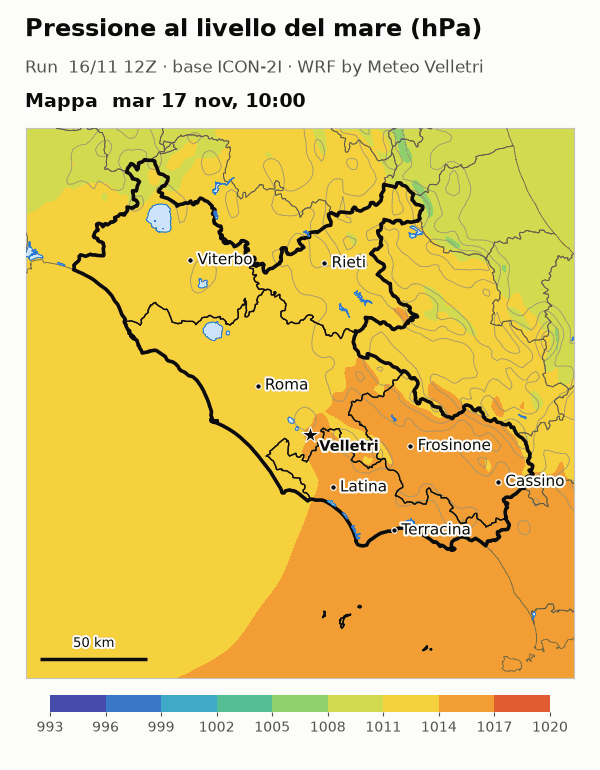 Pressione al livello del mare (hPa)
Run  16/11 12Z · base ICON-2I · WRF by Meteo Velletri
Mappa  mar 17 nov, 10:00
Viterbo
Rieti
Roma
Velletri
Frosinone
Cassino
Latina
Terracina
50 km
993 996 999 1002 1005 1008 1011 1014 1017 1020